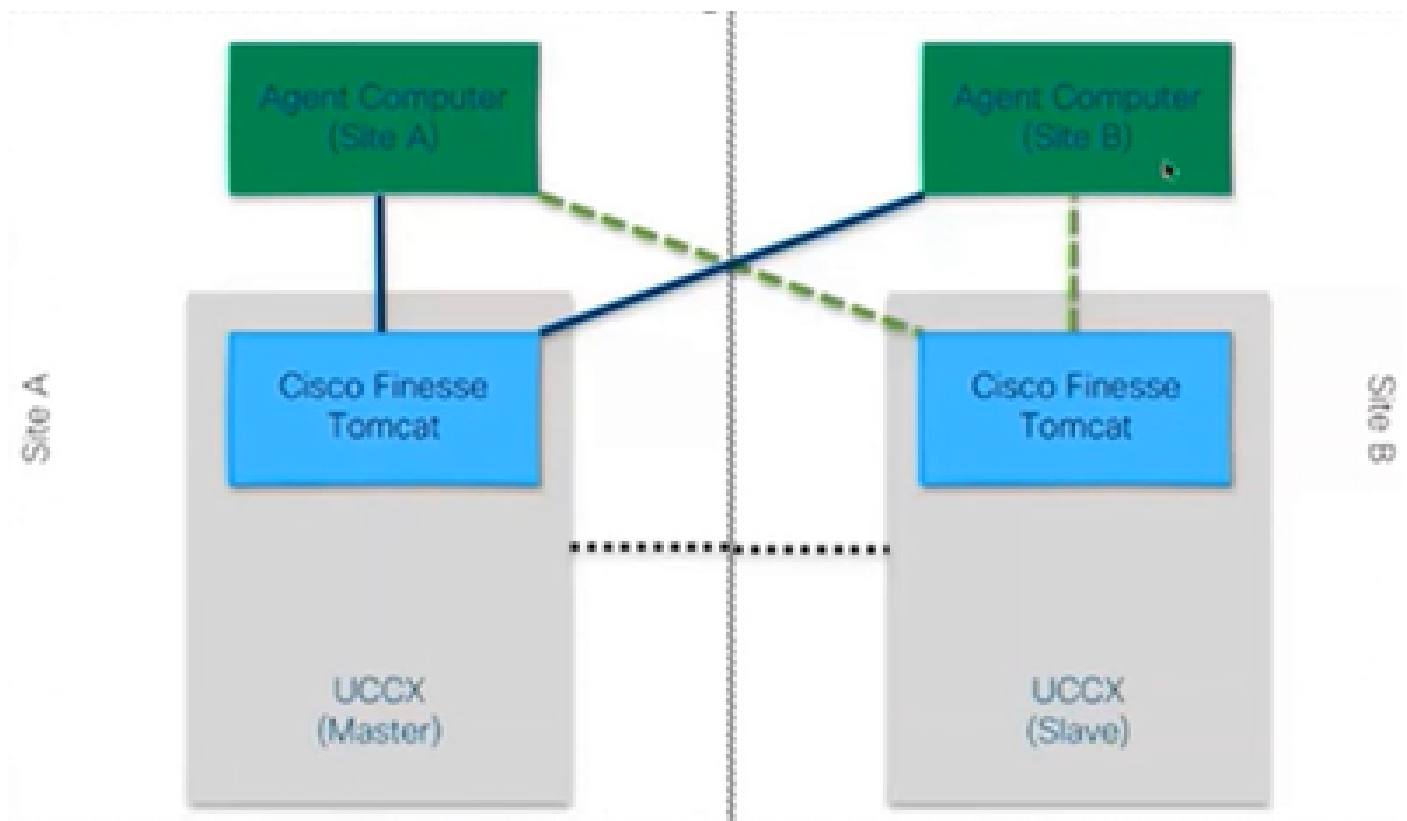 Agent Computer
(Site A)
Agent Computer
(Site B)
Site A
Cisco Finesse
Tomcat
Cisco Finesse
Tomcat
Site B
UCCX
(Master)
UCCX
(Slave)